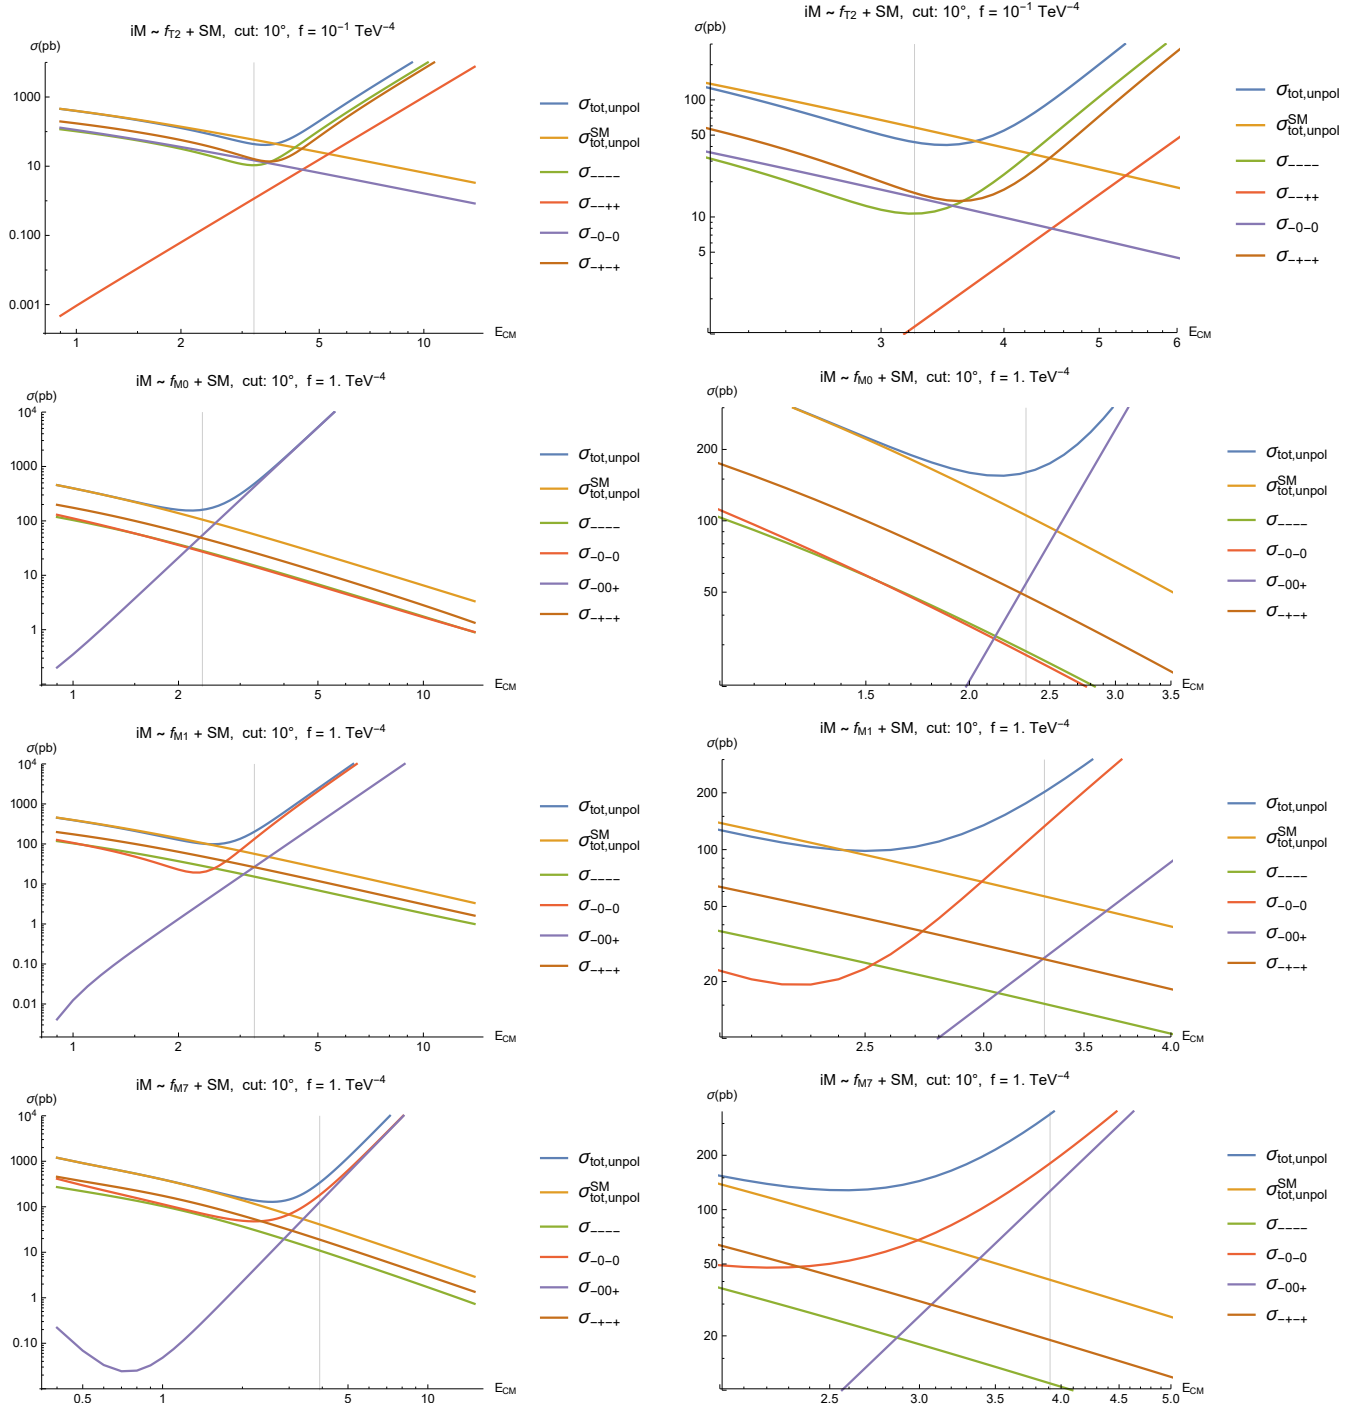 iM ~ f_T2 + SM, cut: 10°, f = 10⁻¹ TeV⁻⁴
σ(pb)
1000
10
0.100
0.001
1
2
5
10
E_CM
σ_tot,unpol
σ^SM_tot,unpol
σ_----
σ_--++
σ_-0-0
σ_-+-+
iM ~ f_T2 + SM, cut: 10°, f = 10⁻¹ TeV⁻⁴
σ(pb)
100
50
10
5
3
4
5
6
E_CM
σ_tot,unpol
σ^SM_tot,unpol
σ_----
σ_--++
σ_-0-0
σ_-+-+
iM ~ f_M0 + SM, cut: 10°, f = 1. TeV⁻⁴
σ(pb)
10⁴
1000
100
10
1
1
2
5
10
E_CM
σ_tot,unpol
σ^SM_tot,unpol
σ_----
σ_-0-0
σ_-00+
σ_-+-+
iM ~ f_M0 + SM, cut: 10°, f = 1. TeV⁻⁴
σ(pb)
200
100
50
1.5
2.0
2.5
3.0
3.5
E_CM
σ_tot,unpol
σ^SM_tot,unpol
σ_----
σ_-0-0
σ_-00+
σ_-+-+
iM ~ f_M1 + SM, cut: 10°, f = 1. TeV⁻⁴
σ(pb)
10⁴
1000
100
10
1
0.10
0.01
1
2
5
10
E_CM
σ_tot,unpol
σ^SM_tot,unpol
σ_----
σ_-0-0
σ_-00+
σ_-+-+
iM ~ f_M1 + SM, cut: 10°, f = 1. TeV⁻⁴
σ(pb)
200
100
50
20
2.5
3.0
3.5
4.0
E_CM
σ_tot,unpol
σ^SM_tot,unpol
σ_----
σ_-0-0
σ_-00+
σ_-+-+
iM ~ f_M7 + SM, cut: 10°, f = 1. TeV⁻⁴
σ(pb)
10⁴
1000
100
10
1
0.10
0.5
1
5
10
E_CM
σ_tot,unpol
σ^SM_tot,unpol
σ_----
σ_-0-0
σ_-00+
σ_-+-+
iM ~ f_M7 + SM, cut: 10°, f = 1. TeV⁻⁴
σ(pb)
200
100
50
20
2.5
3.0
3.5
4.0
4.5
5.0
E_CM
σ_tot,unpol
σ^SM_tot,unpol
σ_----
σ_-0-0
σ_-00+
σ_-+-+